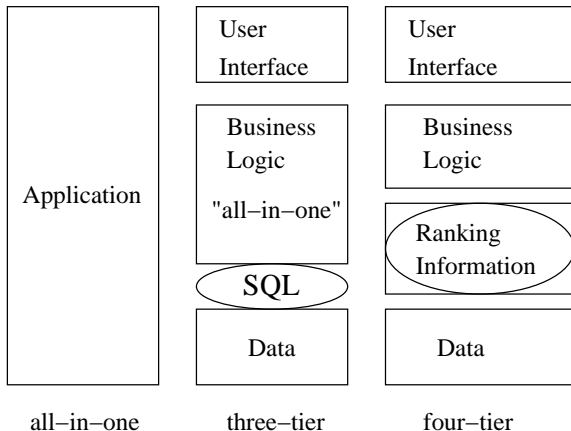 Application
all−in−one
User
Interface
Business
Logic
"all−in−one"
SQL
Data
three−tier
User
Interface
Business
Logic
Ranking
Information
Data
four−tier